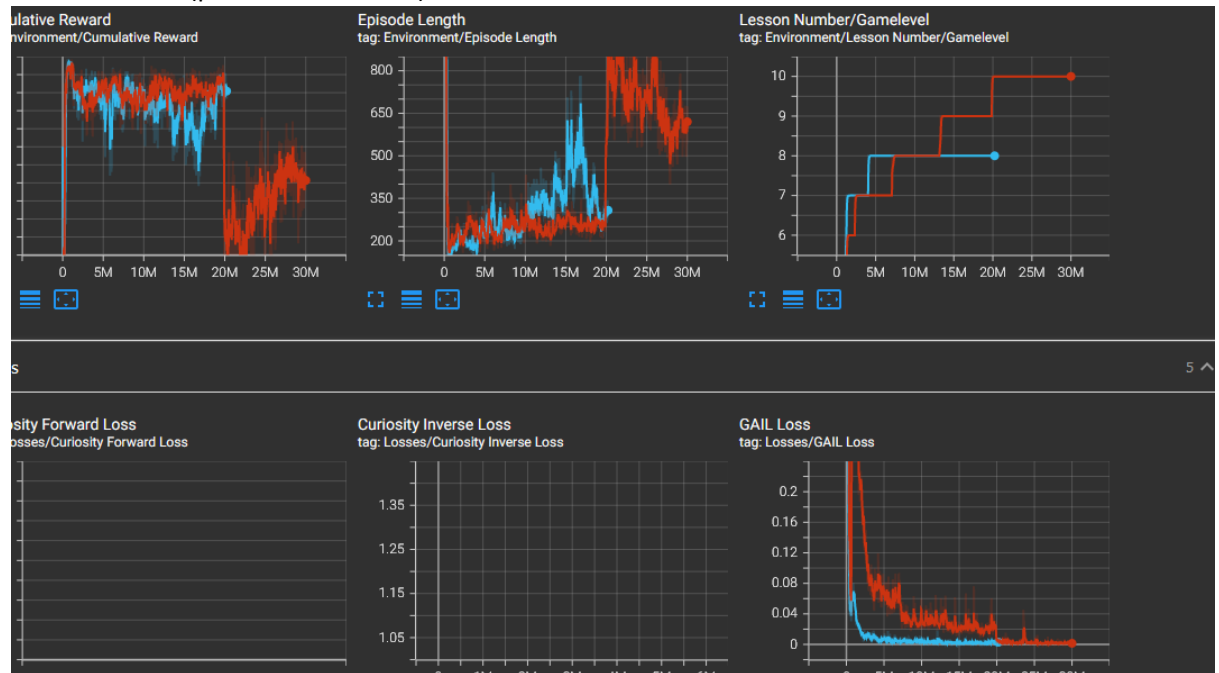 ulative Reward
nvironment/Cumulative Reward
0 5M 10M 15M 20M 25M 30M
Episode Length
tag: Environment/Episode Length
800
650
500
350
200
0 5M 10M 15M 20M 25M 30M
Lesson Number/Gamelevel
tag: Environment/Lesson Number/Gamelevel
10
9
8
7
6
0 5M 10M 15M 20M 25M 30M
s
5
osity Forward Loss
osses/Curiosity Forward Loss
Curiosity Inverse Loss
tag: Losses/Curiosity Inverse Loss
1.35
1.25
1.15
1.05
GAIL Loss
tag: Losses/GAIL Loss
0.2
0.16
0.12
0.08
0.04
0